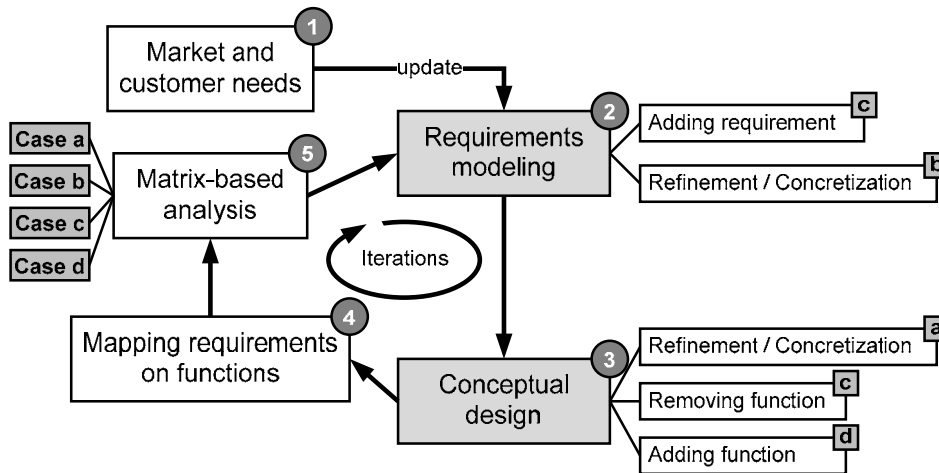 1
Market and
customer needs
update
2
Requirements
modeling
c
Adding requirement
b
Refinement / Concretization
Case a
Case b
Case c
Case d
5
Matrix-based
analysis
Iterations
4
Mapping requirements
on functions
3
Conceptual
design
a
Refinement / Concretization
c
Removing function
d
Adding function